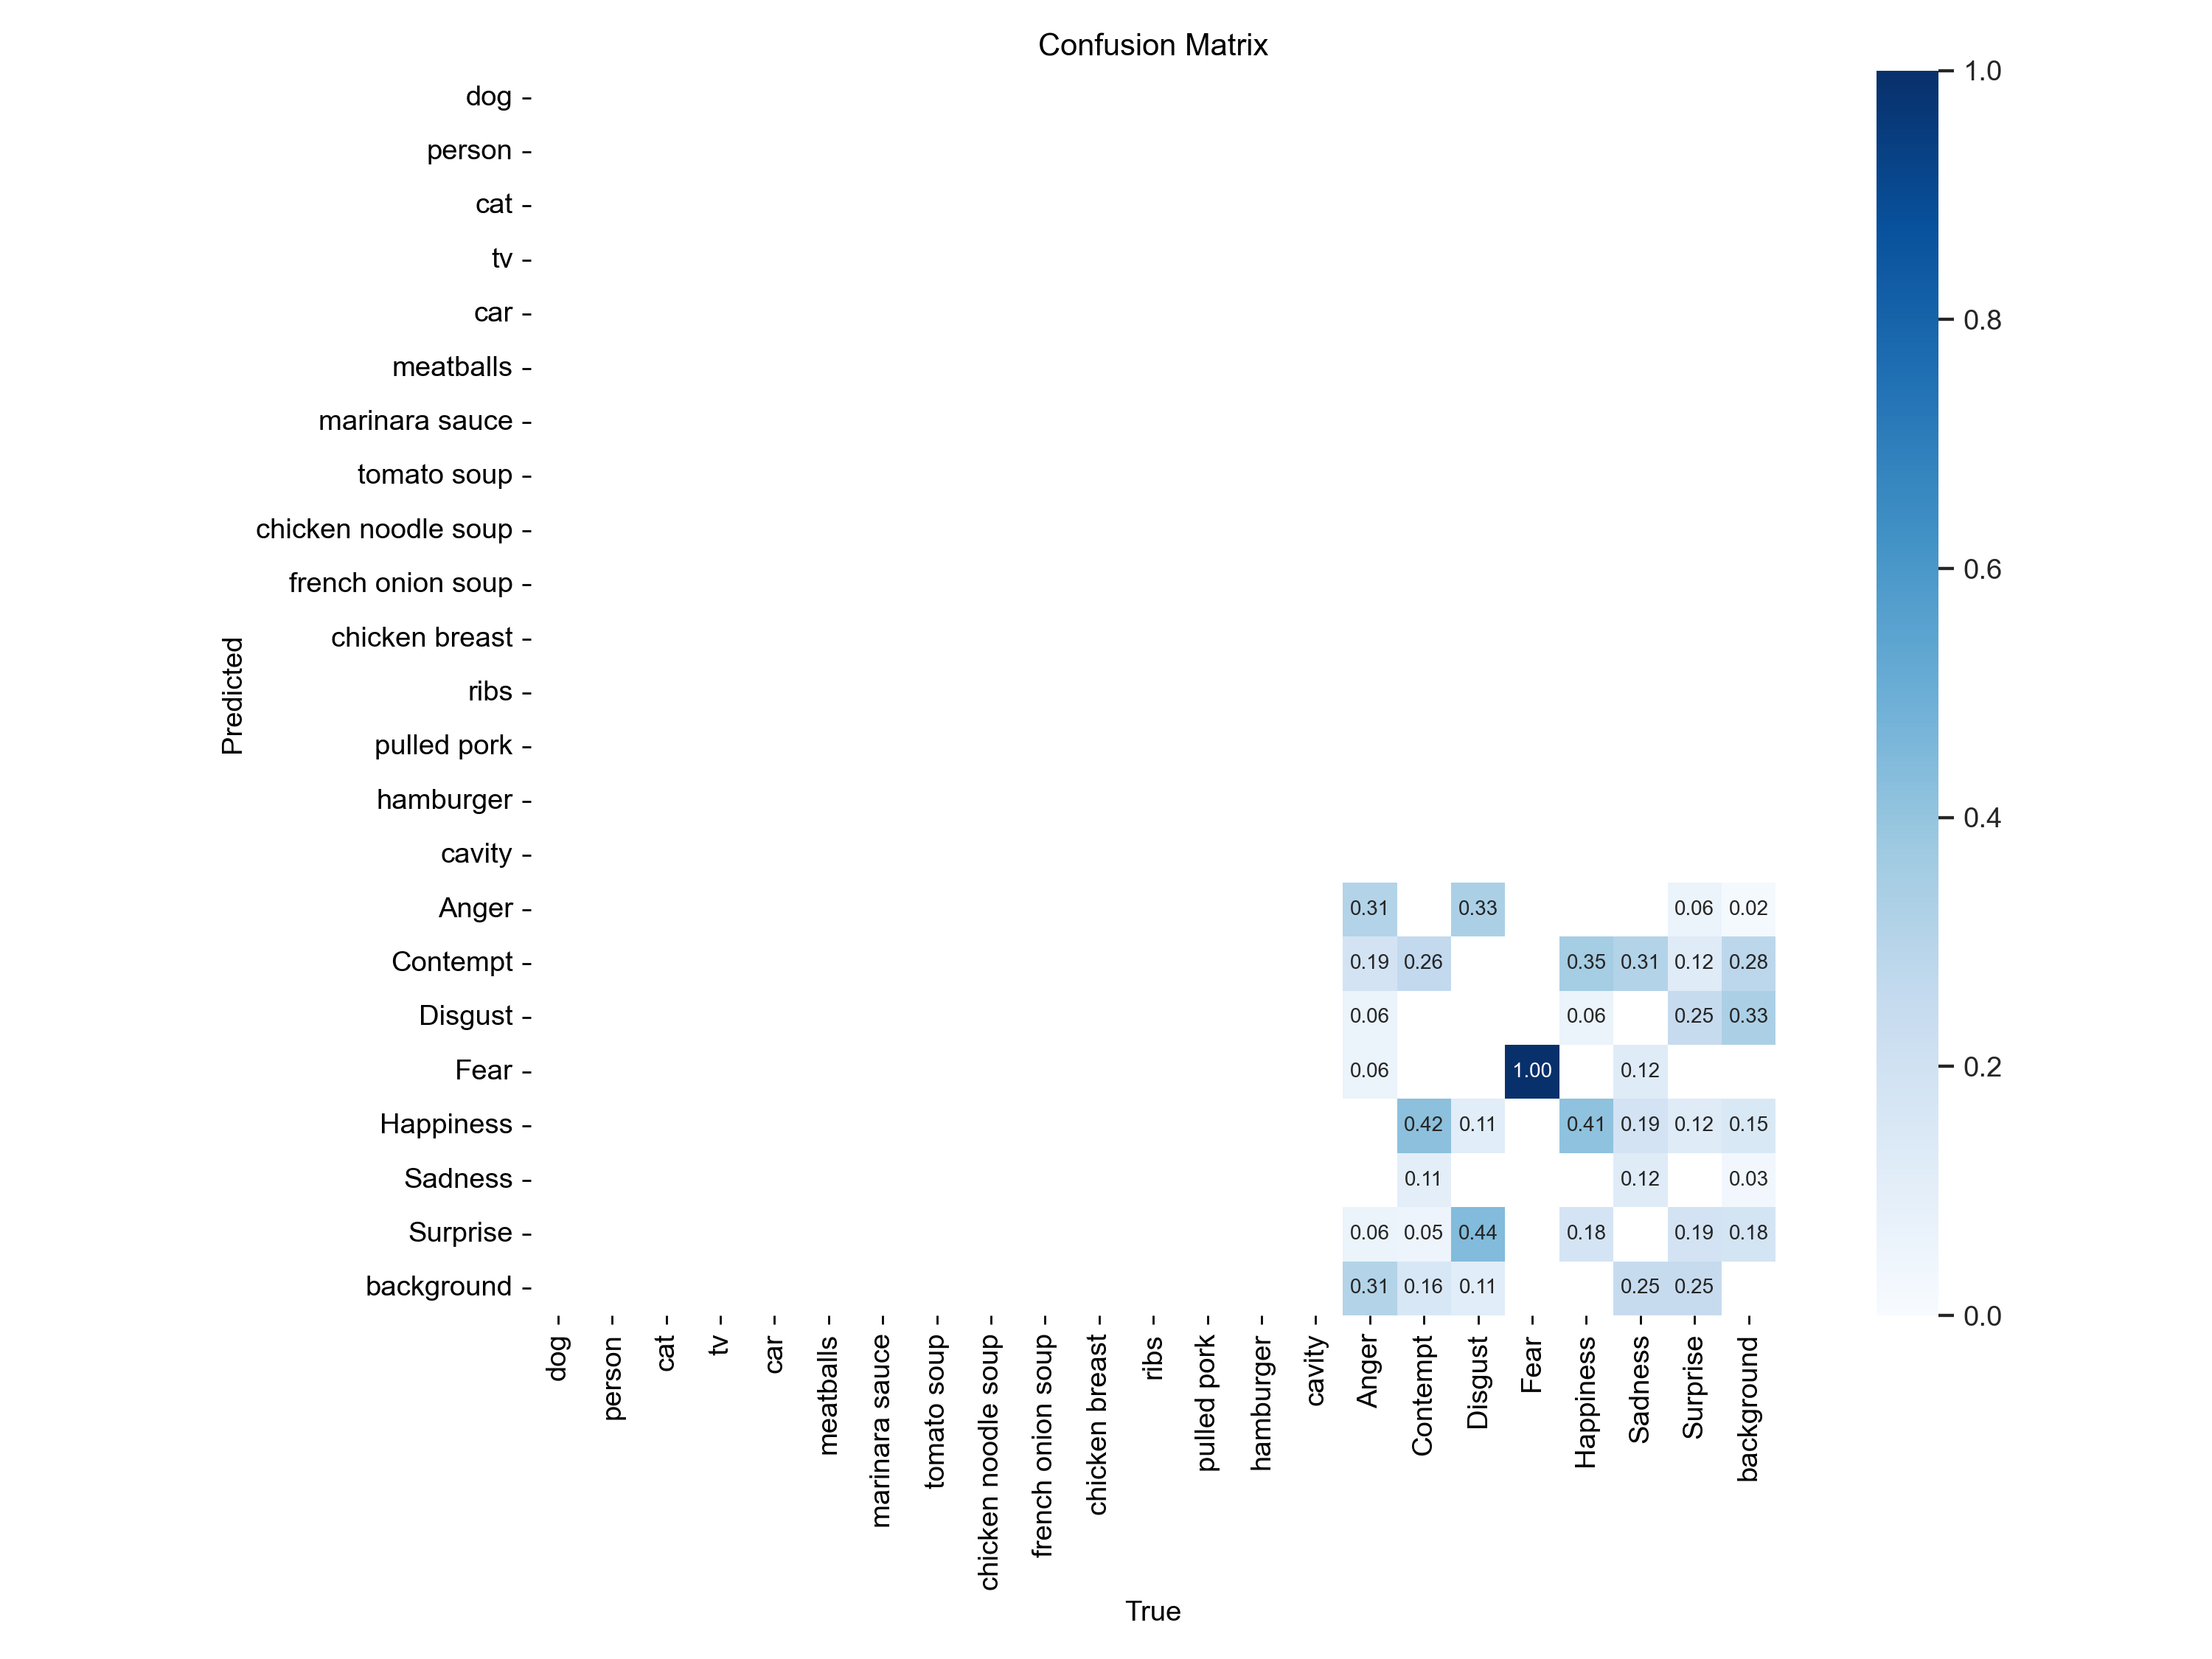 Confusion Matrix
dog
person
cat
tv
car
meatballs
marinara sauce
tomato soup
chicken noodle soup
french onion soup
chicken breast
ribs
pulled pork
hamburger
cavity
Anger 0.31 0.33 0.06 0.02
Contempt 0.19 0.26 0.35 0.31 0.12 0.28
Disgust 0.06 0.06 0.25 0.33
Fear 0.06 1.00 0.12
Happiness 0.42 0.11 0.41 0.19 0.12 0.15
Sadness 0.11 0.12 0.03
Surprise 0.06 0.05 0.44 0.18 0.19 0.18
background 0.31 0.16 0.11 0.25 0.25
Predicted
dog
person
cat
tv
car
meatballs
marinara sauce
tomato soup
chicken noodle soup
french onion soup
chicken breast
ribs
pulled pork
hamburger
cavity
Anger
Contempt
Disgust
Fear
Happiness
Sadness
Surprise
background
True
1.0
0.8
0.6
0.4
0.2
0.0